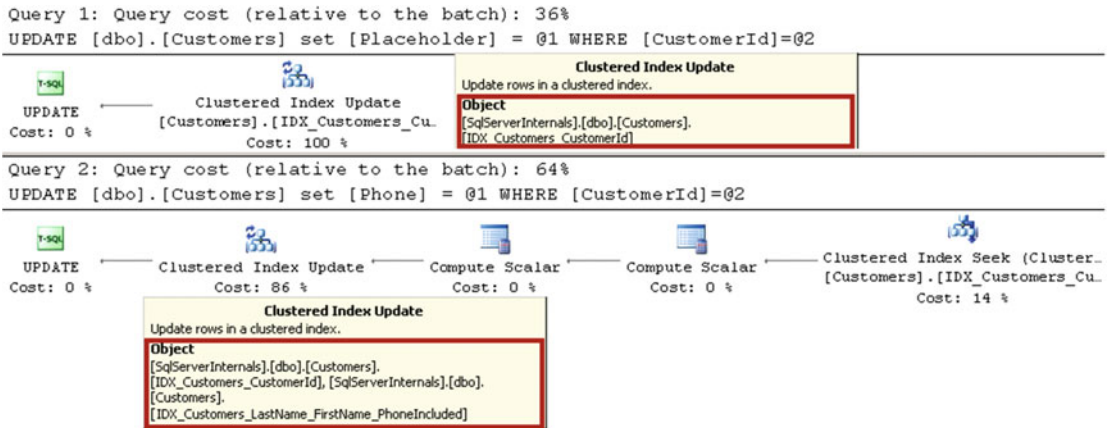 Query 1: Query cost (relative to the batch): 36%
UPDATE [dbo].[Customers] set [Placeholder] = @1 WHERE [CustomerId]=@2
T-SQL
UPDATE
Cost: 0 %
Clustered Index Update
[Customers].[IDX_Customers_Cu…
Cost: 100 %
Clustered Index Update
Update rows in a clustered index.
Object
[SqlServerInternals].[dbo].[Customers].
[IDX_Customers_CustomerId]
Query 2: Query cost (relative to the batch): 64%
UPDATE [dbo].[Customers] set [Phone] = @1 WHERE [CustomerId]=@2
T-SQL
UPDATE
Cost: 0 %
Clustered Index Update
Cost: 86 %
Compute Scalar
Cost: 0 %
Compute Scalar
Cost: 0 %
Clustered Index Seek (Cluster…
[Customers].[IDX_Customers_Cu…
Cost: 14 %
Clustered Index Update
Update rows in a clustered index.
Object
[SqlServerInternals].[dbo].[Customers].
[IDX_Customers_CustomerId], [SqlServerInternals].[dbo].
[Customers].
[IDX_Customers_LastName_FirstName_PhoneIncluded]